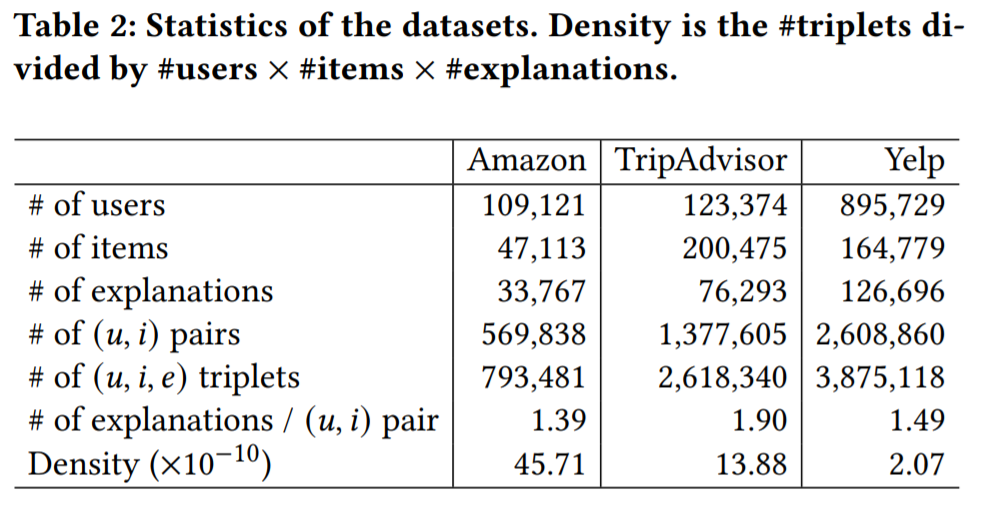 Table 2: Statistics of the datasets. Density is the #triplets di-
vided by #users × #items × #explanations.
Amazon TripAdvisor Yelp
# of users 109,121 123,374 895,729
# of items 47,113 200,475 164,779
# of explanations 33,767 76,293 126,696
# of (u, i) pairs 569,838 1,377,605 2,608,860
# of (u, i, e) triplets 793,481 2,618,340 3,875,118
# of explanations / (u, i) pair 1.39 1.90 1.49
Density (×10⁻¹⁰) 45.71 13.88 2.07